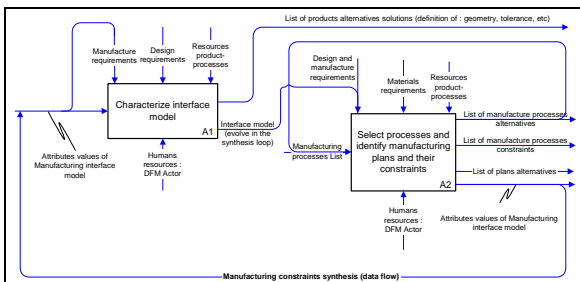 List of products alternatives solutions (definition of : geometry, tolerance, etc)
Manufacture
requirements
Design
requirements
Resources
product-
processes
Characterize interface
model
A1
Attributes values of
Manufacturing interface
model
Humans
resources :
DFM Actor
Interface model
(evolve in the
synthesis loop)
Design and
manufacture
requirements
Materials
requirements
Resources
product-
processes
Manufacturing
processes List
Select processes and
identify manufacturing
plans and their
constraints
A2
List of manufacture processes
alternatives
List of manufacture processes
constraints
List of plans alternatives
Humans
resources :
DFM Actor
Attributes values of Manufacturing
interface model
Manufacturing constraints synthesis (data flow)